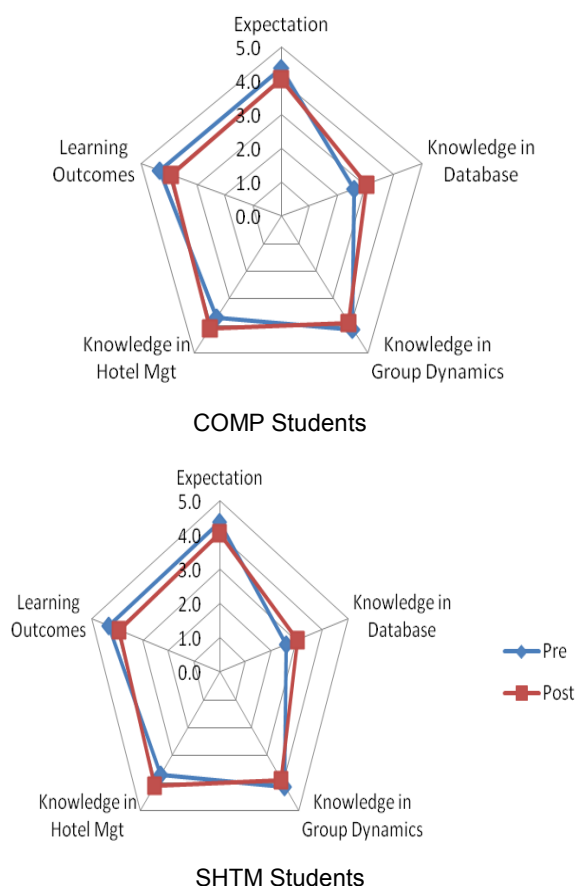 Expectation
5.0
4.0
3.0
2.0
1.0
0.0
Knowledge in
Database
Knowledge in
Group Dynamics
Knowledge in
Hotel Mgt
Learning
Outcomes
COMP Students
Expectation
5.0
4.0
3.0
2.0
1.0
0.0
Knowledge in
Database
Knowledge in
Group Dynamics
Knowledge in
Hotel Mgt
Learning
Outcomes
Pre
Post
SHTM Students